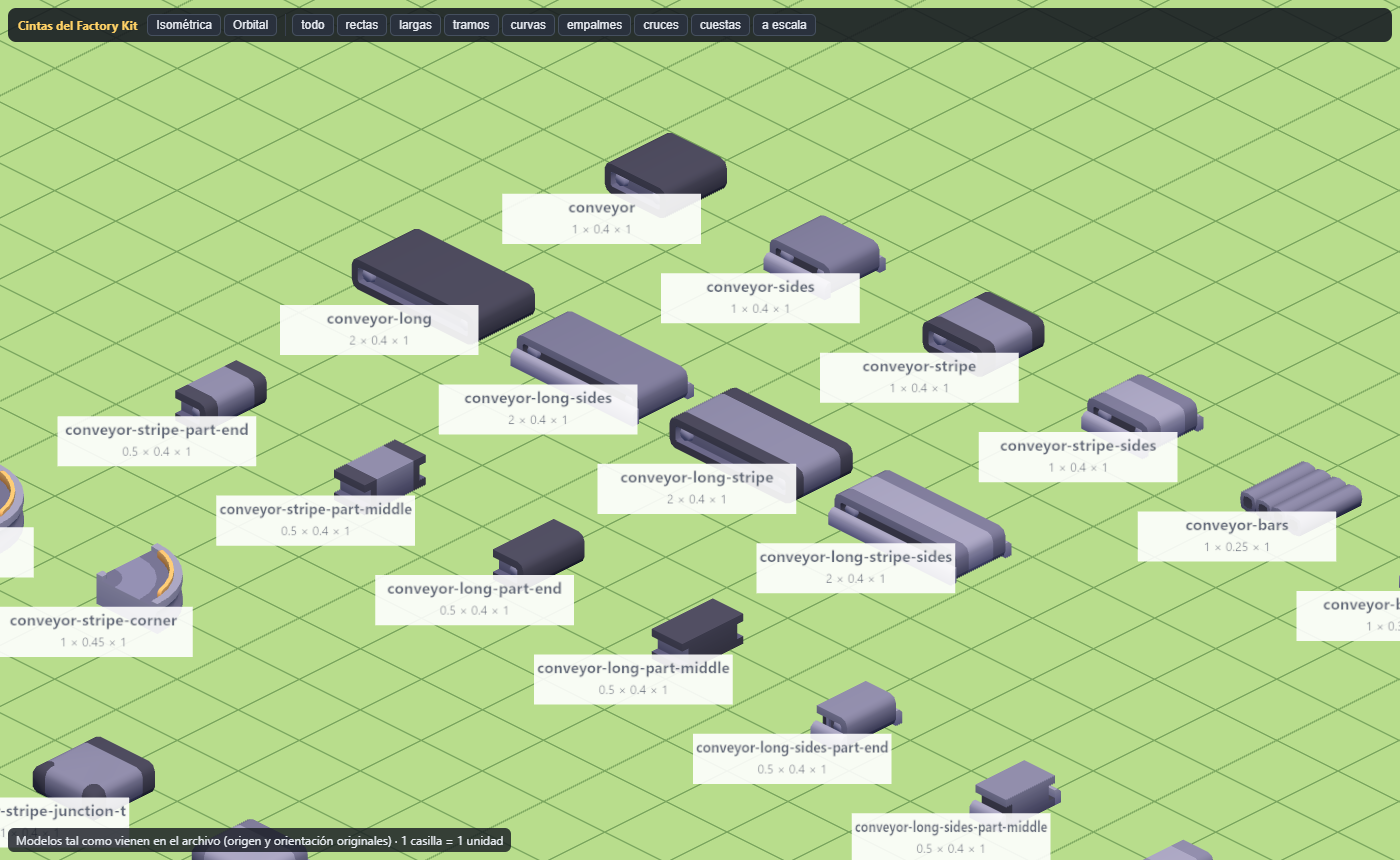 Cintas del Factory Kit
Isométrica
Orbital
todo
rectas
largas
tramos
curvas
empalmes
cruces
cuestas
a escala
conveyor
1 × 0.4 × 1
conveyor-sides
1 × 0.4 × 1
conveyor-long
2 × 0.4 × 1
conveyor-stripe
1 × 0.4 × 1
conveyor-long-sides
2 × 0.4 × 1
conveyor-stripe-part-end
0.5 × 0.4 × 1
conveyor-stripe-sides
1 × 0.4 × 1
conveyor-long-stripe
2 × 0.4 × 1
conveyor-stripe-part-middle
0.5 × 0.4 × 1
conveyor-bars
1 × 0.25 × 1
conveyor-long-stripe-sides
2 × 0.4 × 1
conveyor-long-part-end
0.5 × 0.4 × 1
conveyor-stripe-corner
1 × 0.45 × 1
conveyor-long-part-middle
0.5 × 0.4 × 1
conveyor-long-sides-part-end
0.5 × 0.4 × 1
-stripe-junction-t
conveyor-long-sides-part-middle
0.5 × 0.4 × 1
Modelos tal como vienen en el archivo (origen y orientación originales) · 1 casilla = 1 unidad